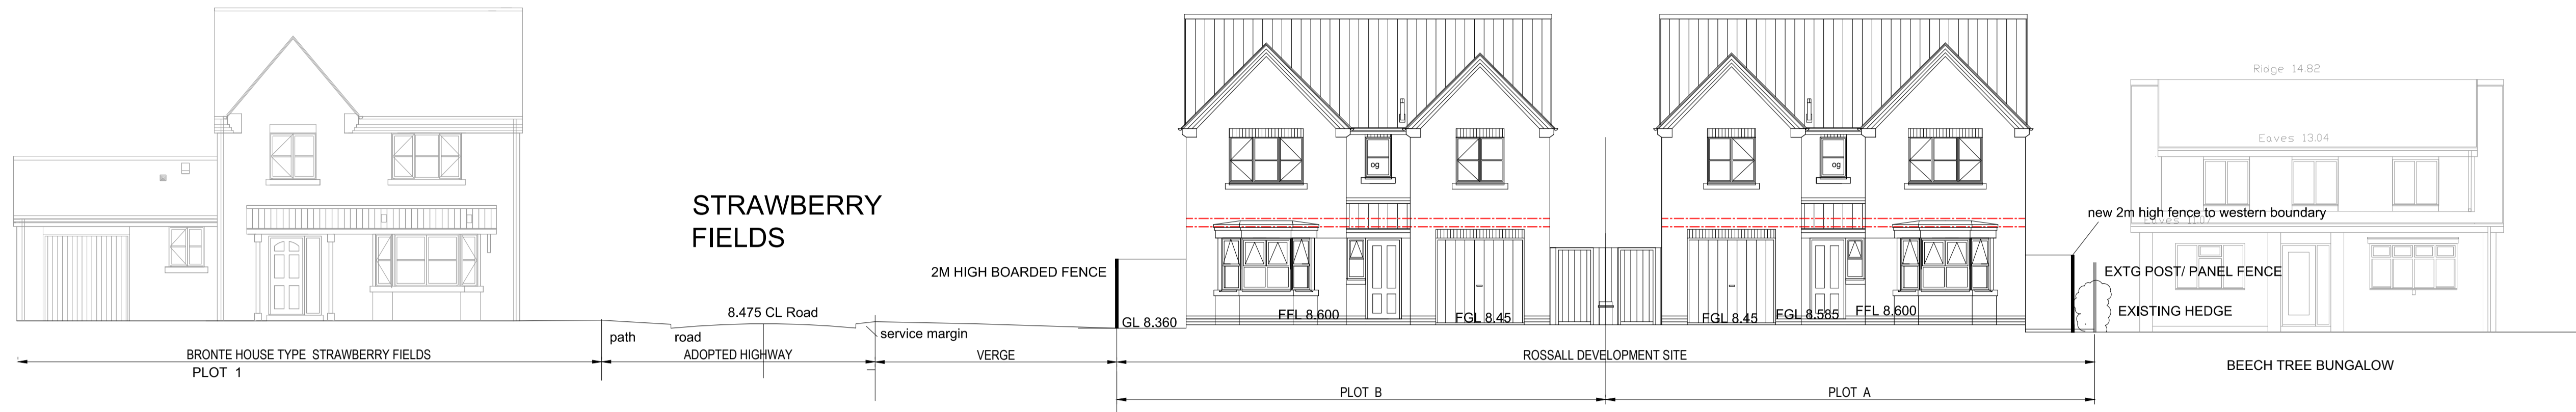 Ridge 14.82
Eaves 13.04
og
og
STRAWBERRY
FIELDS
new 2m high fence to western boundary
Eaves 11.07
2M HIGH BOARDED FENCE
EXTG POST/ PANEL FENCE
8.475 CL Road
GL 8.360
FFL 8.600
FGL 8.45
FGL 8.45
FGL 8.585
FFL 8.600
EXISTING HEDGE
path
road
service margin
BRONTE HOUSE TYPE STRAWBERRY FIELDS
ADOPTED HIGHWAY
VERGE
ROSSALL DEVELOPMENT SITE
PLOT 1
BEECH TREE BUNGALOW
PLOT B
PLOT A